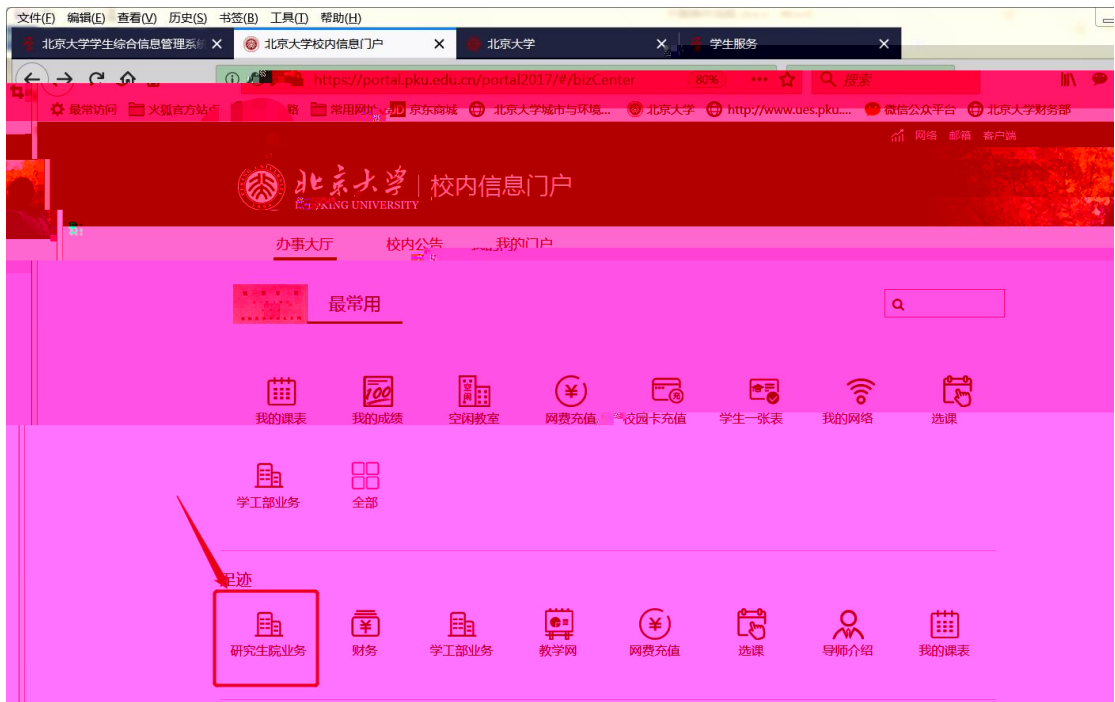 文件(F) 编辑(E) 查看(V) 历史(S) 书签(B) 工具(T) 帮助(H)
北京大学学生综合信息管理系统 北京大学校内信息门户 北京大学 学生服务
https://portal.pku.edu.cn/portal2017/#/bizCenter 80% 搜索
最常访问 火狐官方站点 常用网址 JD 京东商城 北京大学城市与环境... 北京大学 http://www.ues.pku.... 微信公众平台 北京大学财务部
网络 邮箱 客户端
北京大学 校内信息门户
PEKING UNIVERSITY
办事大厅 校内公告 我的门户
最常用
我的课表 我的成绩 空闲教室 网费充值 校园卡充值 学生一张表 我的网络 选课
学工部业务 全部
足迹
研究生院业务 财务 学工部业务 教学网 网费充值 选课 导师介绍 我的课表